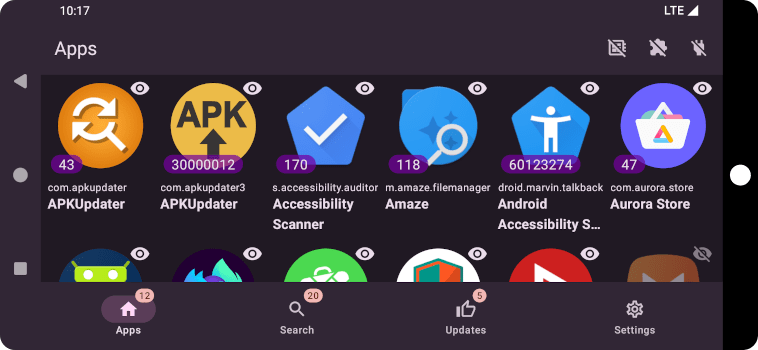 10:17
LTE
Apps
APK
43
30000012
170
118
60123274
47
com.apkupdater
com.apkupdater3
s.accessibility.auditor
m.amaze.filemanager
droid.marvin.talkback
com.aurora.store
APKUpdater
APKUpdater
Accessibility
Scanner
Amaze
Android
Accessibility S...
Aurora Store
12
20
5
Apps
Search
Updates
Settings